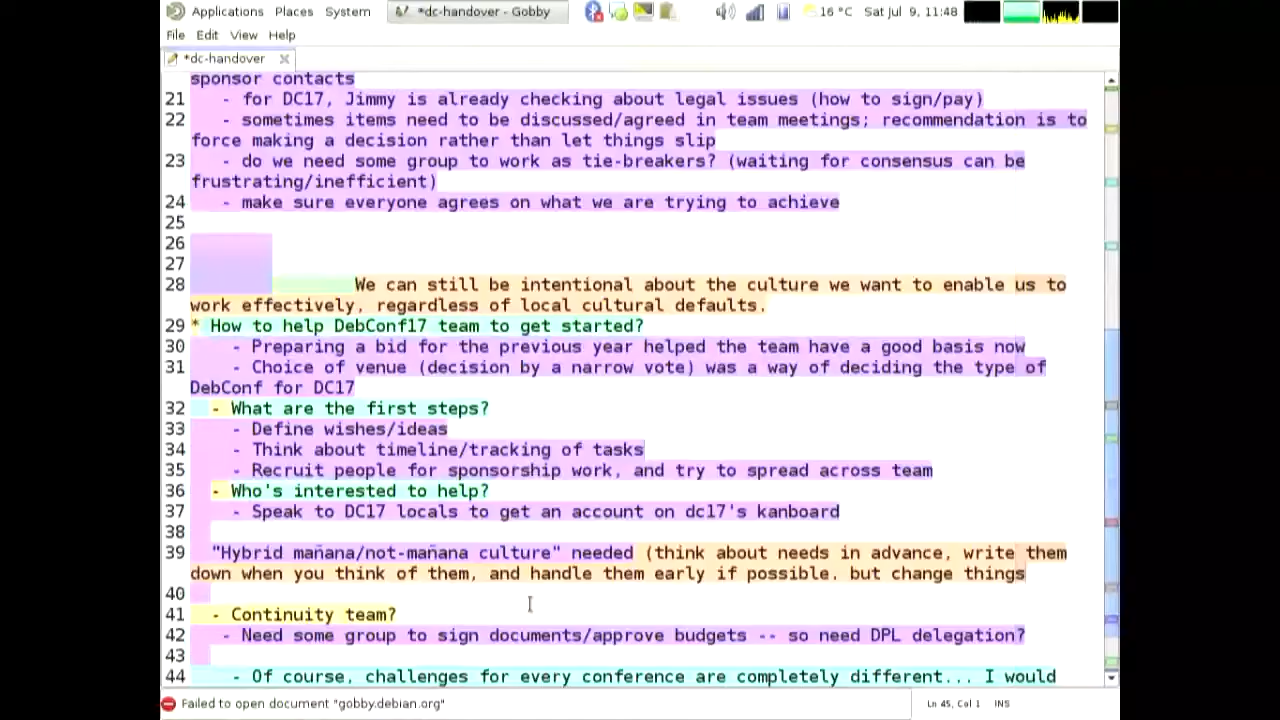 Applications Places System *dc-handover - Gobby 16 °C Sat Jul 9, 11:48
File Edit View Help
*dc-handover
sponsor contacts
21 - for DC17, Jimmy is already checking about legal issues (how to sign/pay)
22 - sometimes items need to be discussed/agreed in team meetings; recommendation is to
force making a decision rather than let things slip
23 - do we need some group to work as tie-breakers? (waiting for consensus can be
frustrating/inefficient)
24 - make sure everyone agrees on what we are trying to achieve
25
26
27
28 We can still be intentional about the culture we want to enable us to
work effectively, regardless of local cultural defaults.
29 * How to help DebConf17 team to get started?
30 - Preparing a bid for the previous year helped the team have a good basis now
31 - Choice of venue (decision by a narrow vote) was a way of deciding the type of
DebConf for DC17
32 - What are the first steps?
33 - Define wishes/ideas
34 - Think about timeline/tracking of tasks
35 - Recruit people for sponsorship work, and try to spread across team
36 - Who's interested to help?
37 - Speak to DC17 locals to get an account on dc17's kanboard
38
39 "Hybrid mañana/not-mañana culture" needed (think about needs in advance, write them
down when you think of them, and handle them early if possible, but change things
40
41 - Continuity team?
42 - Need some group to sign documents/approve budgets -- so need DPL delegation?
43
44 - Of course, challenges for every conference are completely different... I would
Failed to open document "gobby.debian.org" Ln 45, Col 1 INS